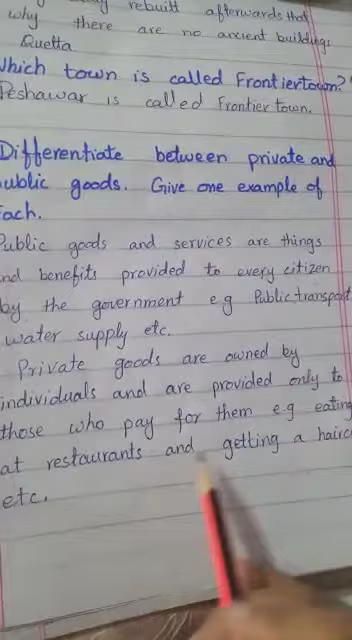 rebuilt afterwards that
why there are no ancient buildings
Quetta
Which town is called Frontiertown?
Peshawar is called Frontier town.
Differentiate between private and
public goods. Give one example of
each.
Public goods and services are things
and benefits provided to every citizen
by the government e g Public transport
water supply etc.
Private goods are owned by
individuals and are provided only to
those who pay for them e.g eating
at restaurants and getting a hairc
etc.